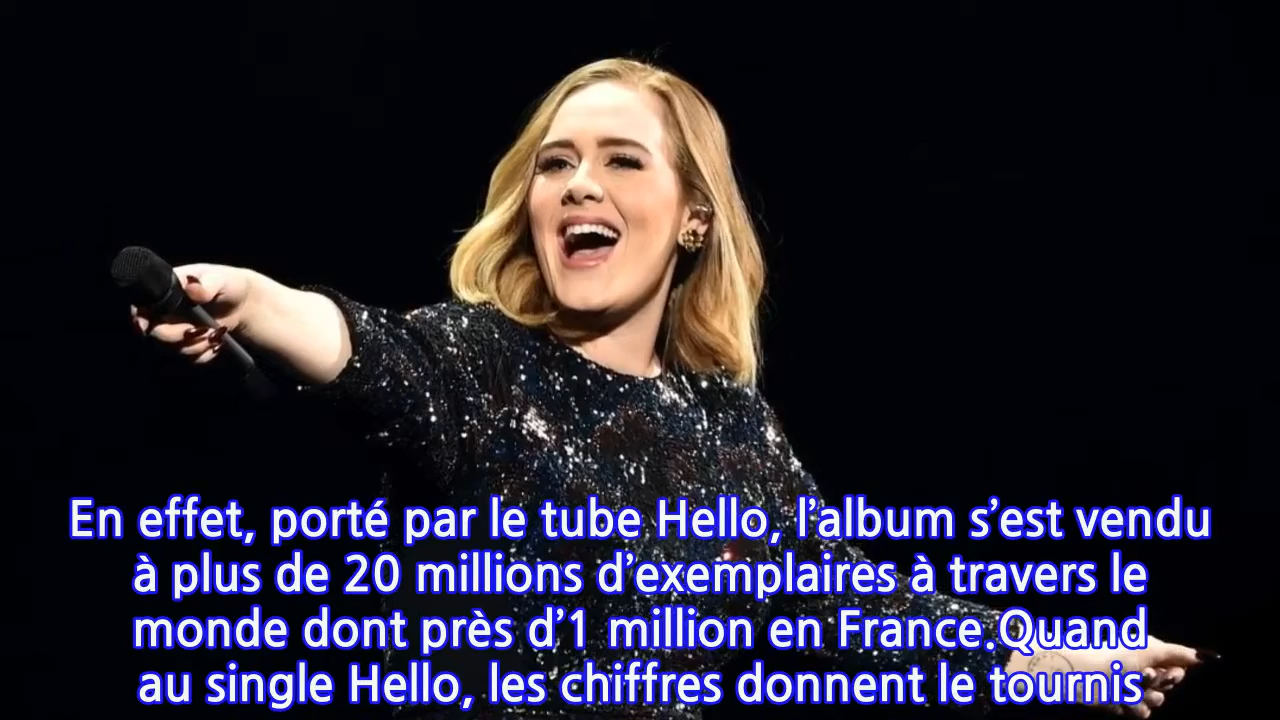 En effet, porté par le tube Hello, l’album s’est vendu
à plus de 20 millions d’exemplaires à travers le
monde dont près d’1 million en France.Quand
au single Hello, les chiffres donnent le tournis